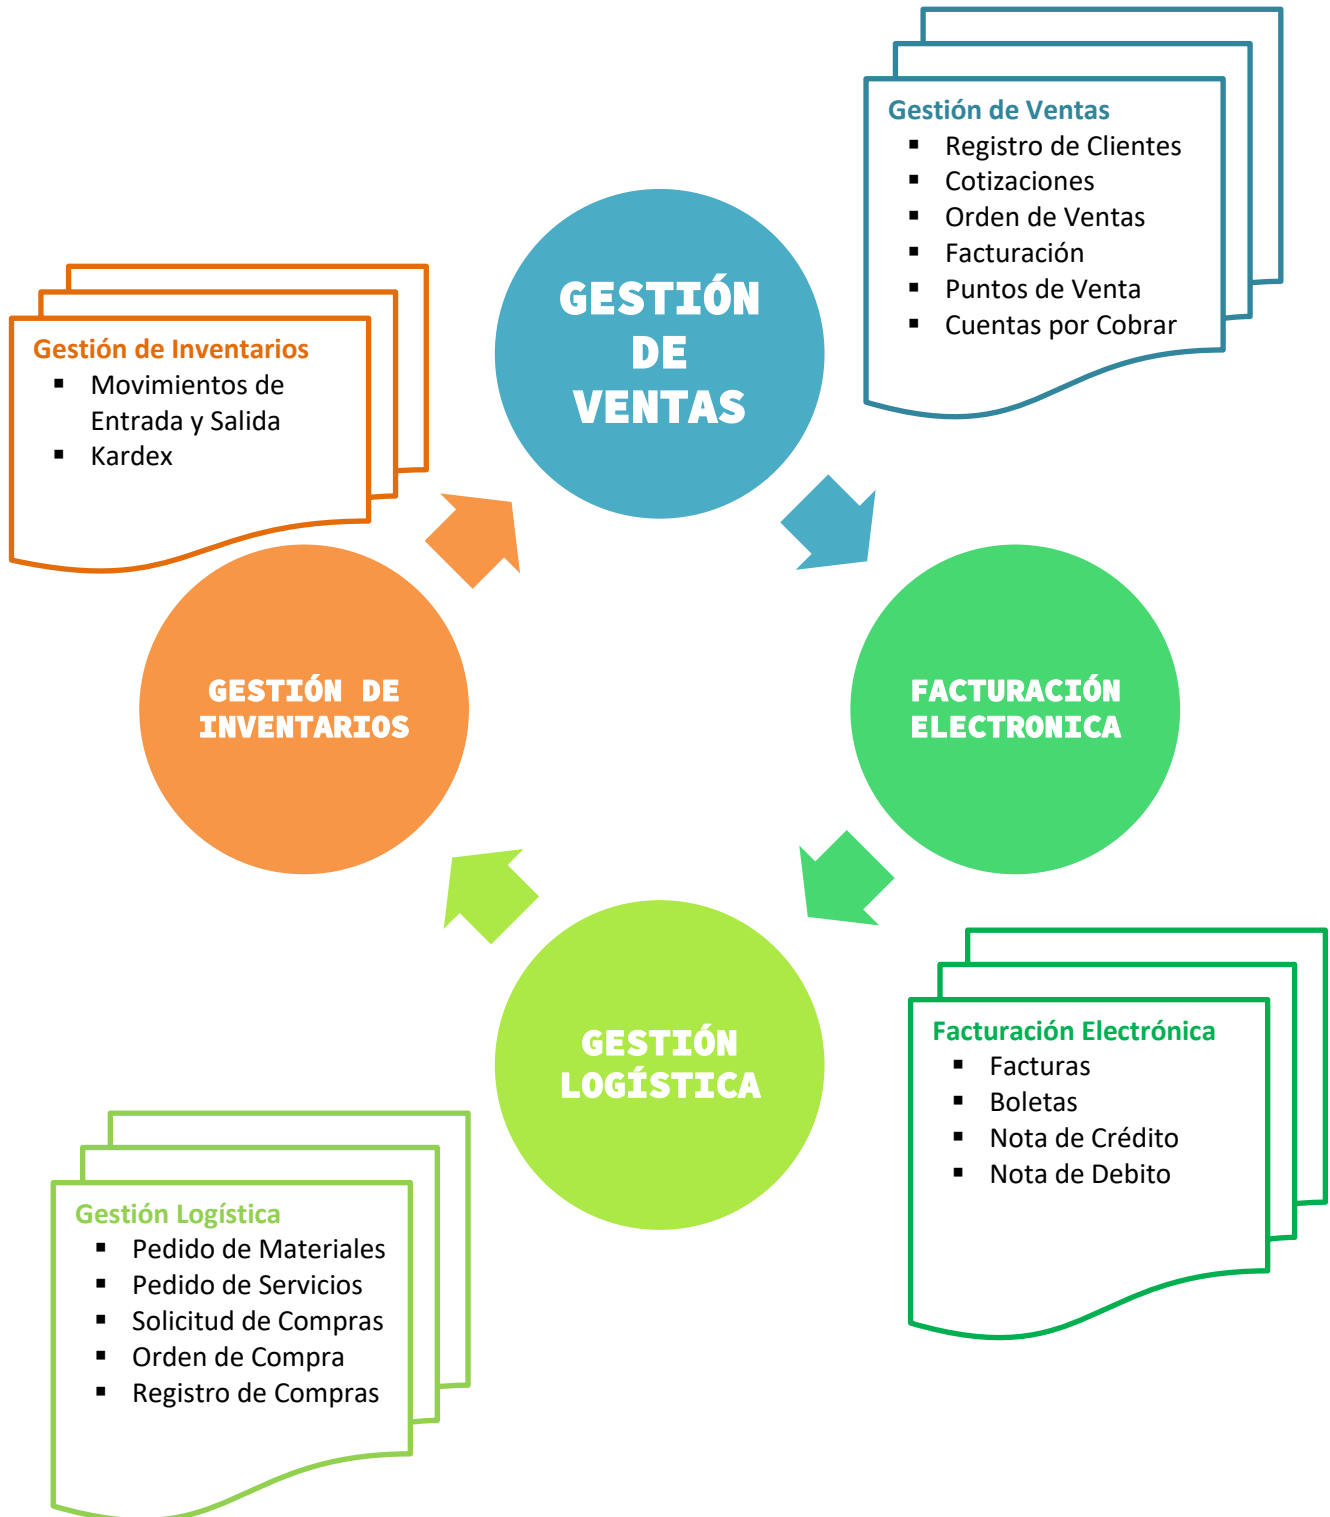 Gestión de Ventas
▪ Registro de Clientes
▪ Cotizaciones
▪ Orden de Ventas
▪ Facturación
▪ Puntos de Venta
▪ Cuentas por Cobrar
GESTIÓN
DE
VENTAS
Gestión de Inventarios
▪ Movimientos de
Entrada y Salida
▪ Kardex
GESTIÓN DE
INVENTARIOS
FACTURACIÓN
ELECTRONICA
GESTIÓN
LOGÍSTICA
Facturación Electrónica
▪ Facturas
▪ Boletas
▪ Nota de Crédito
▪ Nota de Debito
Gestión Logística
▪ Pedido de Materiales
▪ Pedido de Servicios
▪ Solicitud de Compras
▪ Orden de Compra
▪ Registro de Compras